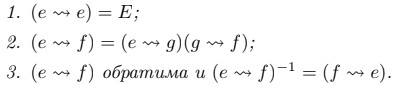 1. (e ⇝ e) = E;
2. (e ⇝ f) = (e ⇝ g)(g ⇝ f);
3. (e ⇝ f) обратима и (e ⇝ f)⁻¹ = (f ⇝ e).